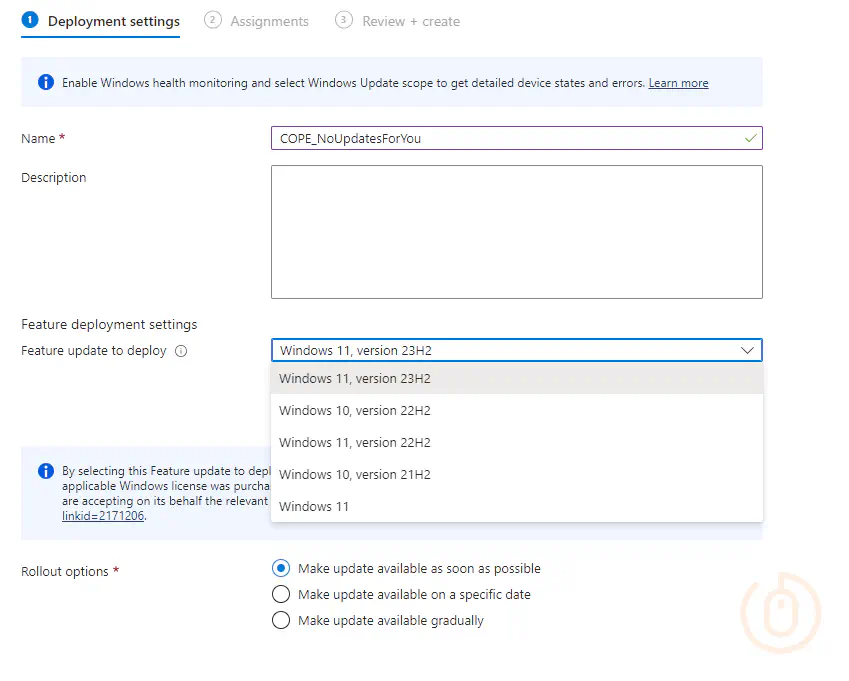 1 Deployment settings 2 Assignments 3 Review + create
Enable Windows health monitoring and select Windows Update scope to get detailed device states and errors. Learn more
Name * COPE_NoUpdatesForYou
Description
Feature deployment settings
Feature update to deploy Windows 11, version 23H2
Windows 11, version 23H2
Windows 10, version 22H2
Windows 11, version 22H2
Windows 10, version 21H2
Windows 11
By selecting this Feature update to
applicable Windows license was
are accepting on its behalf the relevant
linkid=2171206.
Rollout options * Make update available as soon as possible
Make update available on a specific date
Make update available gradually